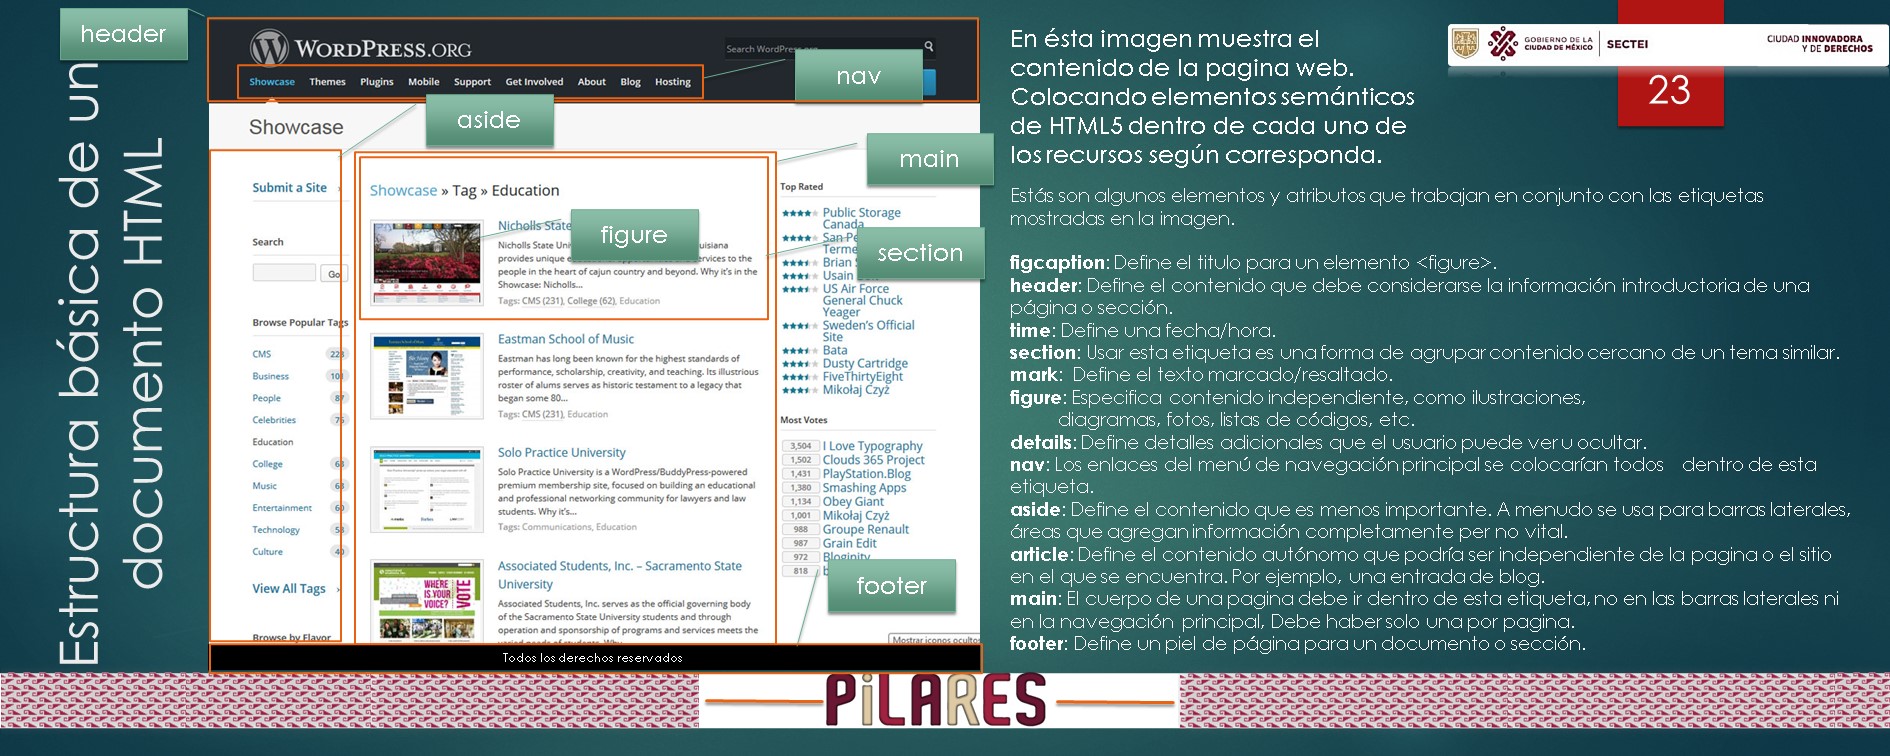 Estructura básica de un
documento HTML
header
WORDPRESS.ORG
Search WordPress.org
nav
Showcase Themes Plugins Mobile Support Get Involved About Blog Hosting
aside
Showcase
main
Submit a Site
Search
Go
Browse Popular Tags
CMS 223
Business 101
People 87
Celebrities 75
Education
College 68
Music 68
Entertainment 60
Technology 58
Culture 40
View All Tags
Browse by Flavor
Showcase » Tag » Education
figure
section
Nicholls State
Nicholls State Uni uisiana
provides unique e ervices to the
people in the heart of cajun country and beyond. Why it's in the
Showcase: Nicholls...
Tags: CMS (231), College (62), Education
Eastman School of Music
Eastman has long been known for the highest standards of
performance, scholarship, creativity, and teaching. Its illustrious
roster of alums serves as historic testament to a legacy that
began some 80...
Tags: CMS (231), Education
Solo Practice University
Solo Practice University is a WordPress/BuddyPress-powered
premium membership site, focused on building an educational
and professional networking community for lawyers and law
students. Why it's...
Tags: Communications, Education
Associated Students, Inc. – Sacramento State
University
Associated Students, Inc. serves as the official governing body
of the Sacramento State University students and through
operation and sponsorship of programs and services meets the
WHERE
IS YOUR
VOICE?
VOTE
Top Rated
Public Storage
Canada
San Pe
Terme
Brian S
Usain
US Air Force
General Chuck
Yeager
Sweden's Official
Site
Bata
Dusty Cartridge
FiveThirtyEight
Mikołaj Czyż
Most Votes
3,504 I Love Typography
1,502 Clouds 365 Project
1,431 PlayStation.Blog
1,380 Smashing Apps
1,134 Obey Giant
1,001 Mikołaj Czyż
988 Groupe Renault
987 Grain Edit
972 Bloginity
818
footer
Mostrar iconos ocultos
Todos los derechos reservados
En ésta imagen muestra el
contenido de la pagina web.
Colocando elementos semánticos
de HTML5 dentro de cada uno de
los recursos según corresponda.
GOBIERNO DE LA
CIUDAD DE MÉXICO
SECTEI
CIUDAD INNOVADORA
Y DE DERECHOS
23
Estás son algunos elementos y atributos que trabajan en conjunto con las etiquetas
mostradas en la imagen.
figcaption: Define el titulo para un elemento <figure>.
header: Define el contenido que debe considerarse la información introductoria de una
página o sección.
time: Define una fecha/hora.
section: Usar esta etiqueta es una forma de agrupar contenido cercano de un tema similar.
mark: Define el texto marcado/resaltado.
figure: Especifica contenido independiente, como ilustraciones,
diagramas, fotos, listas de códigos, etc.
details: Define detalles adicionales que el usuario puede ver u ocultar.
nav: Los enlaces del menú de navegación principal se colocarían todos dentro de esta
etiqueta.
aside: Define el contenido que es menos importante. A menudo se usa para barras laterales,
áreas que agregan información completamente per no vital.
article: Define el contenido autónomo que podría ser independiente de la pagina o el sitio
en el que se encuentra. Por ejemplo, una entrada de blog.
main: El cuerpo de una pagina debe ir dentro de esta etiqueta, no en las barras laterales ni
en la navegación principal, Debe haber solo una por pagina.
footer: Define un piel de página para un documento o sección.
PiLARES